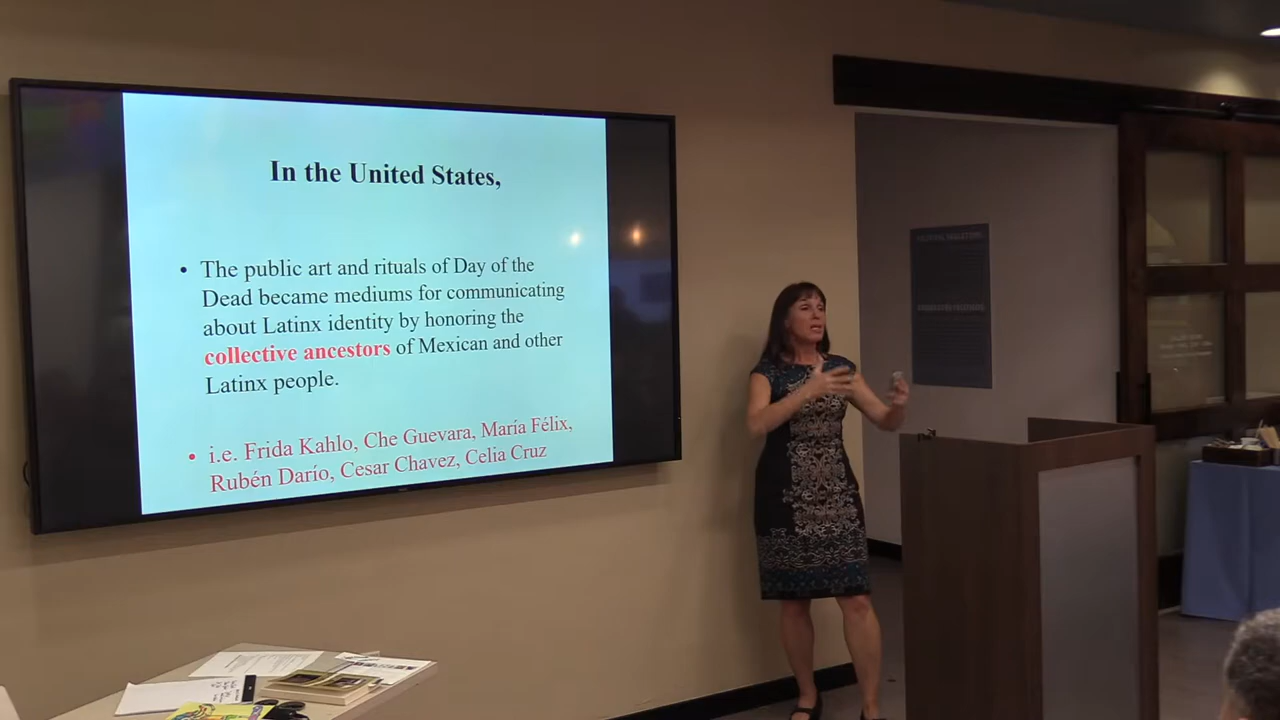 In the United States,
• The public art and rituals of Day of the
Dead became mediums for communicating
about Latinx identity by honoring the
collective ancestors of Mexican and other
Latinx people.
• i.e. Frida Kahlo, Che Guevara, María Félix,
Rubén Darío, Cesar Chavez, Celia Cruz